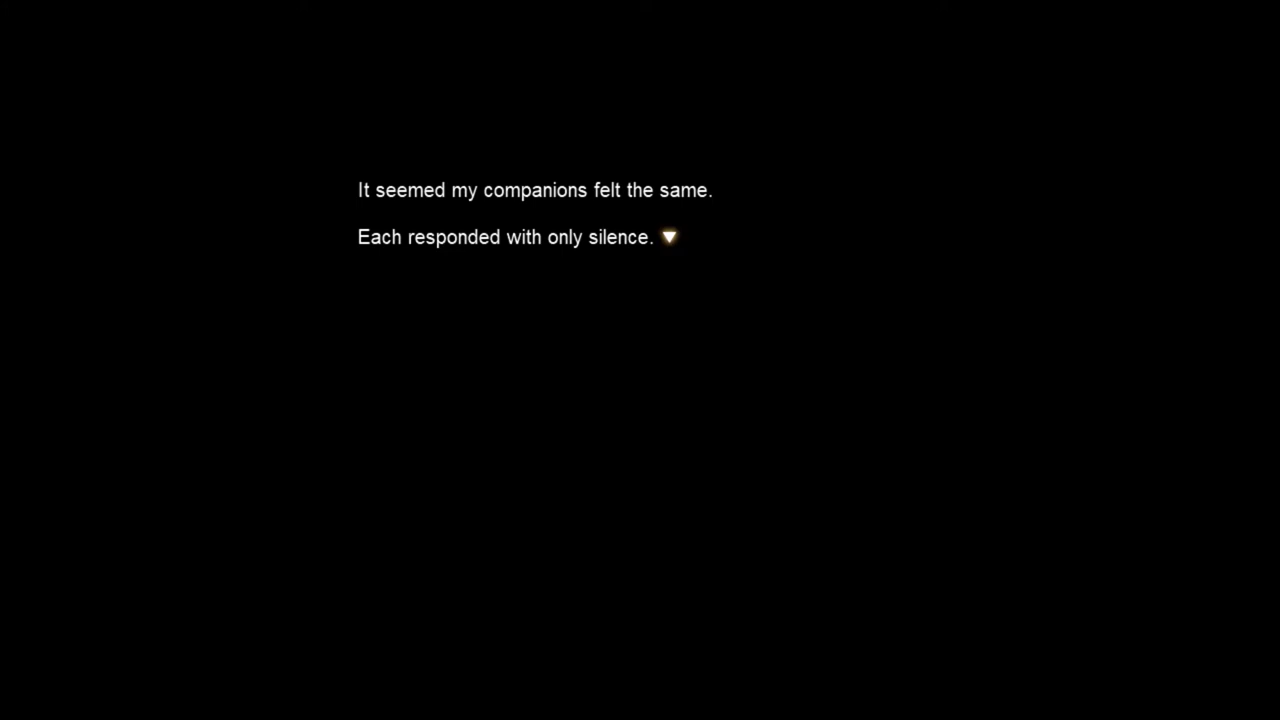 It seemed my companions felt the same.
Each responded with only silence.